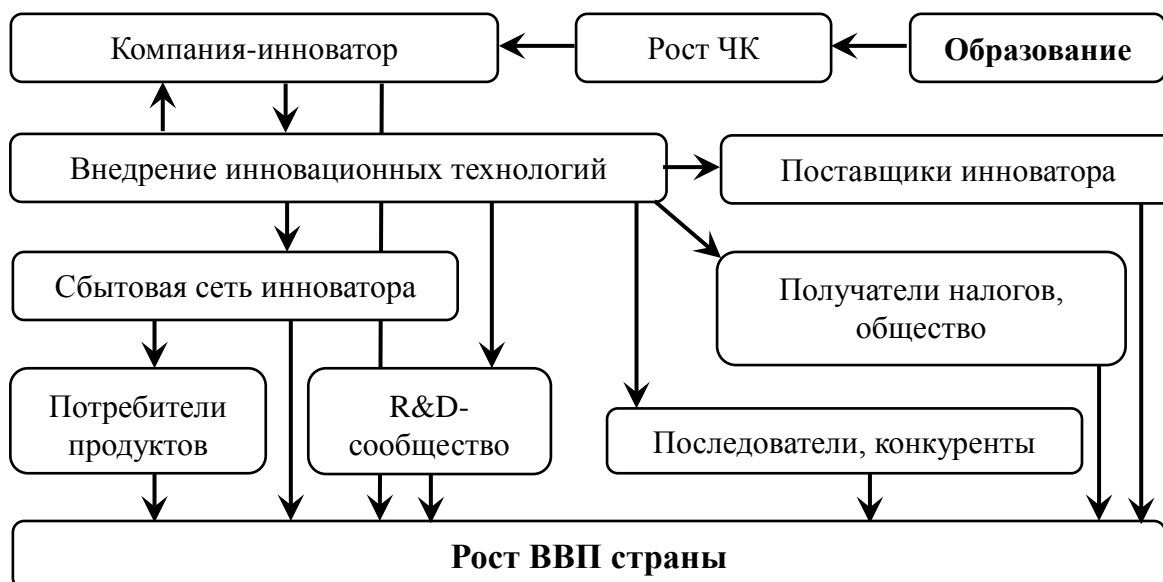 Компания-инноватор
Рост ЧК
Образование
Внедрение инновационных технологий
Поставщики инноватора
Сбытовая сеть инноватора
Получатели налогов,
общество
Потребители
продуктов
R&D-
сообщество
Последователи, конкуренты
Рост ВВП страны